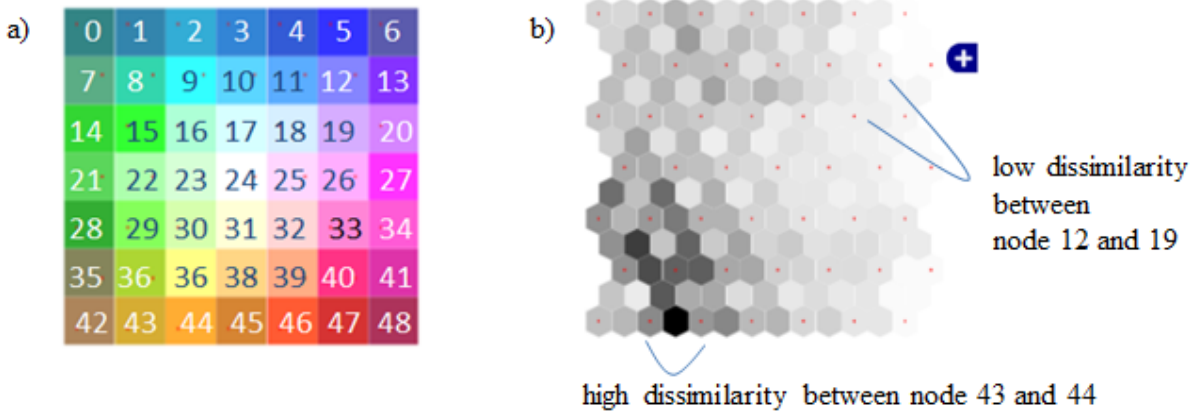 a)
0 1 2 3 4 5 6
7 8 9 10 11 12 13
14 15 16 17 18 19 20
21 22 23 24 25 26 27
28 29 30 31 32 33 34
35 36 36 38 39 40 41
42 43 44 45 46 47 48
b)
low dissimilarity
between
node 12 and 19
high dissimilarity between node 43 and 44